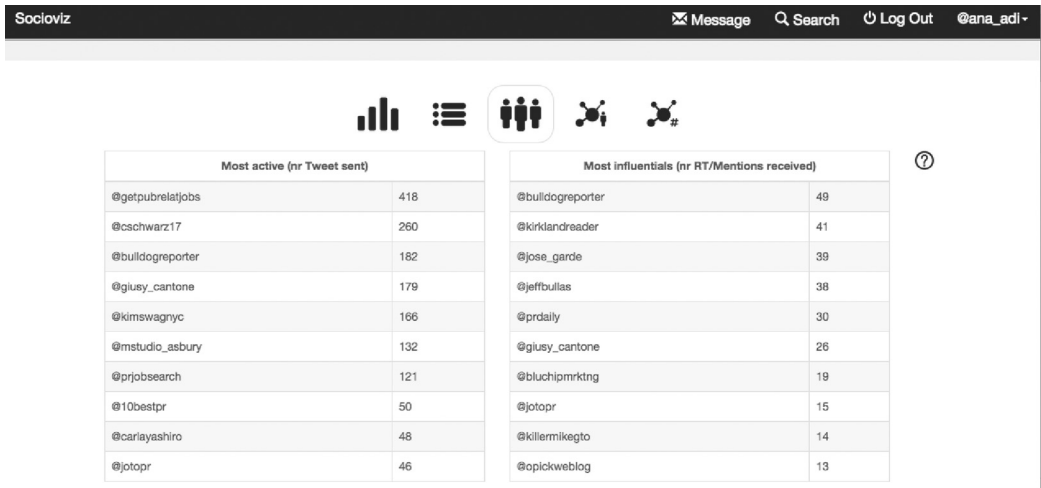 Socioviz Message Search Log Out @ana_adi
#
Most active (nr Tweet sent)
@getpubrelatjobs 418
@cschwarz17 260
@bulldogreporter 182
@giusy_cantone 179
@kimswagnyc 166
@mstudio_asbury 132
@prjobsearch 121
@10bestpr 50
@carlayashiro 48
@jotopr 46
Most influentials (nr RT/Mentions received)
@bulldogreporter 49
@kirklandreader 41
@jose_garde 39
@jeffbullas 38
@prdaily 30
@giusy_cantone 26
@bluchipmrktng 19
@jotopr 15
@killermikegto 14
@opickweblog 13
?